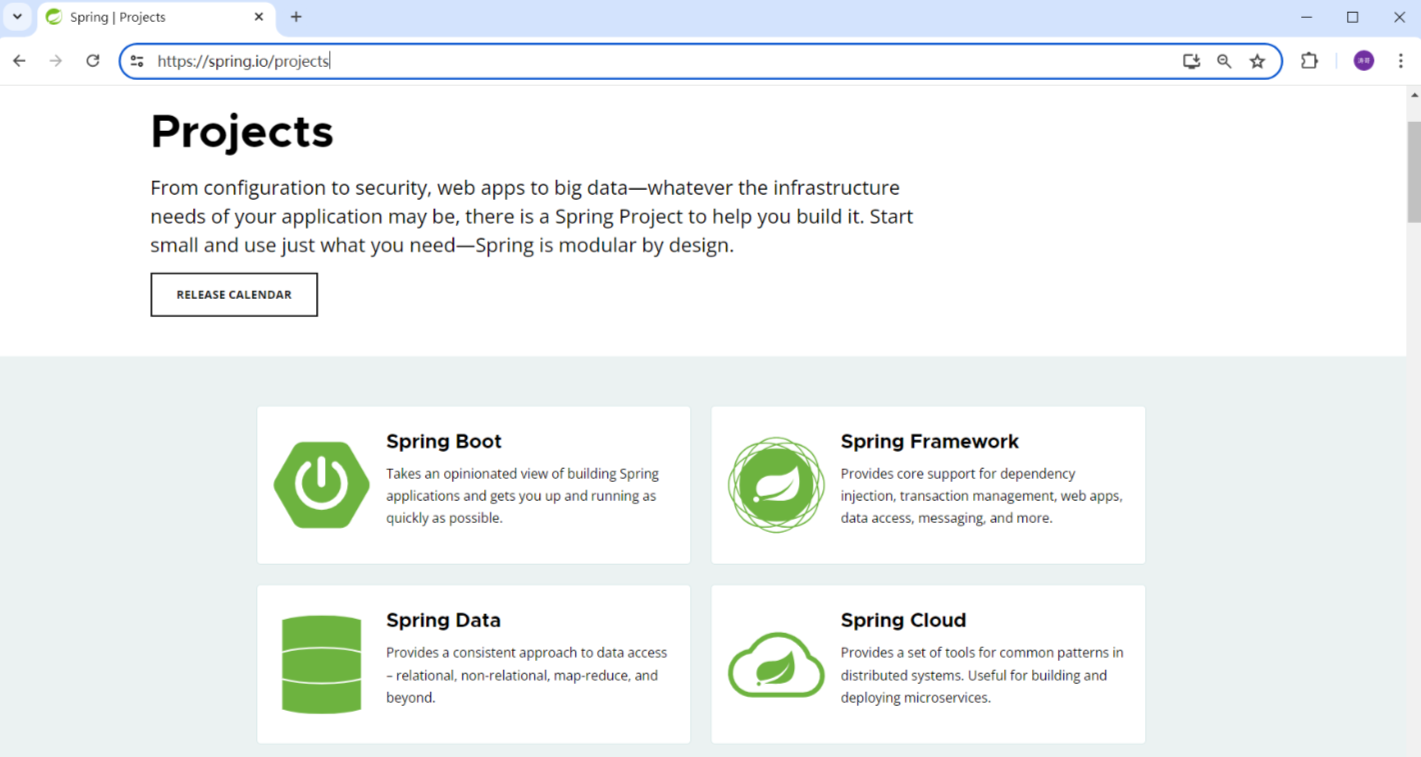 Spring | Projects
https://spring.io/projects
Projects
From configuration to security, web apps to big data—whatever the infrastructure
needs of your application may be, there is a Spring Project to help you build it. Start
small and use just what you need—Spring is modular by design.
RELEASE CALENDAR
Spring Boot
Takes an opinionated view of building Spring
applications and gets you up and running as
quickly as possible.
Spring Framework
Provides core support for dependency
injection, transaction management, web apps,
data access, messaging, and more.
Spring Data
Provides a consistent approach to data access
– relational, non-relational, map-reduce, and
beyond.
Spring Cloud
Provides a set of tools for common patterns in
distributed systems. Useful for building and
deploying microservices.